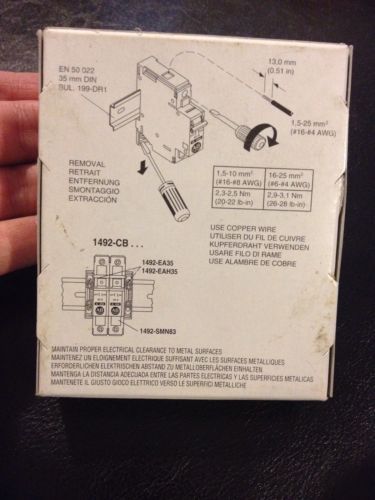 EN 50 022
35 mm DIN
BUL. 199-DR1
13,0 mm
(0.51 in)
1,5-25 mm²
(#16-#4 AWG)
REMOVAL
RETRAIT
ENTFERNUNG
SMONTAGGIO
EXTRACCIÓN
1,5-10 mm² 16-25 mm²
(#16-#8 AWG) (#6-#4 AWG)
2,3-2,5 Nm 2,9-3,1 Nm
(20-22 lb-in) (26-28 lb-in)
USE COPPER WIRE
UTILISER DU FIL DE CUIVRE
KUPFERDRAHT VERWENDEN
USARE FILO DI RAME
USE ALAMBRE DE COBRE
1492-CB . . .
1492-EA35
1492-EAH35
1492-SMN83
MAINTAIN PROPER ELECTRICAL CLEARANCE TO METAL SURFACES
MAINTENEZ UN ELOIGNEMENT ELECTRIQUE SUFFISANT AVEC LES SURFACES METALLIQUES
ERFORDERLICHEN ELEKTRISCHEN ABSTAND ZU METALLOBERFLÄCHEN EINHALTEN
MANTENGA LA DISTANCIA ADECUADA ENTRE LAS PARTES ELECTRICAS Y LAS SUPERFICIES METALICAS
MANTENETE IL GIUSTO GIOCO ELETTRICO VERSO LE SUPERFICI METALLICHE